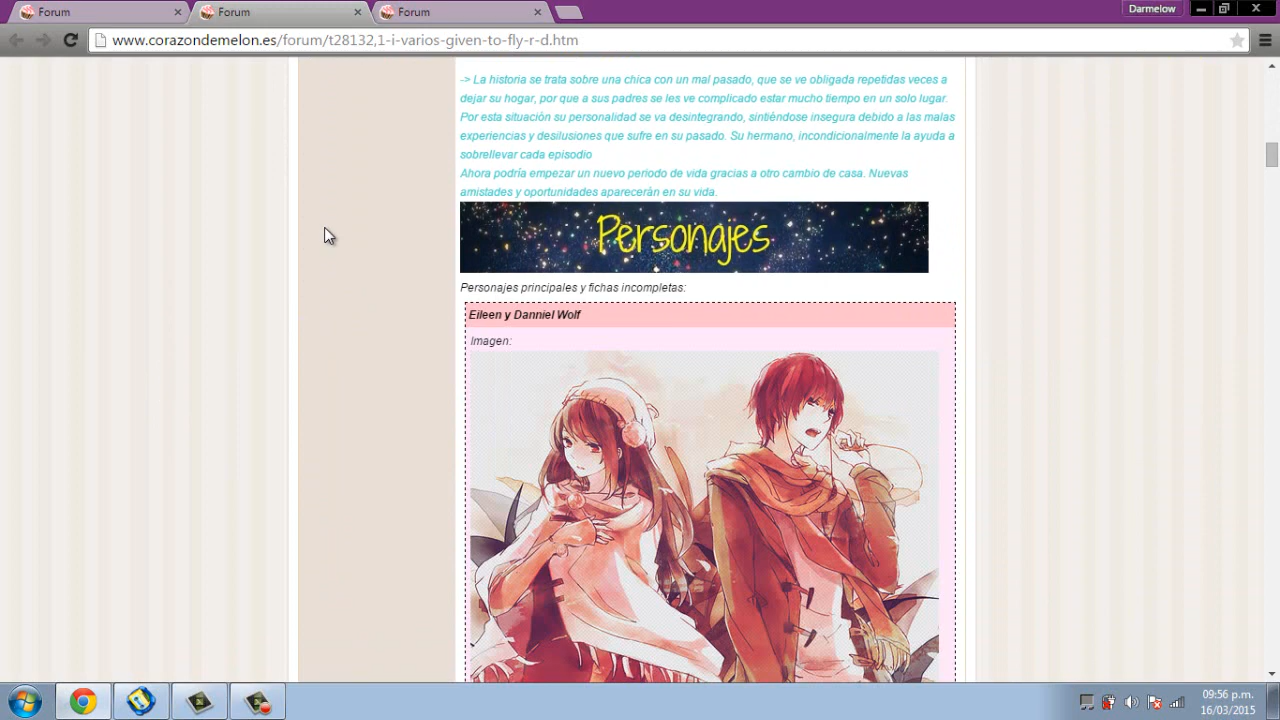 Forum
Forum
Forum
Darmelow
www.corazondemelon.es/forum/t28132,1-i-varios-given-to-fly-r-d.htm
-> La historia se trata sobre una chica con un mal pasado, que se ve obligada repetidas veces a
dejar su hogar, por que a sus padres se les ve complicado estar mucho tiempo en un solo lugar.
Por esta situaciòn su personalidad se va desintegrando, sintièndose insegura debido a las malas
experiencias y desilusiones que sufre en su pasado. Su hermano, incondicionalmente la ayuda a
sobrellevar cada episodio
Ahora podrìa empezar un nuevo periodo de vida gracias a otro cambio de casa. Nuevas
amistades y oportunidades apareceràn en su vida.
Personajes
Personajes principales y fichas incompletas:
Eileen y Danniel Wolf
Imagen:
09:56 p.m.
16/03/2015